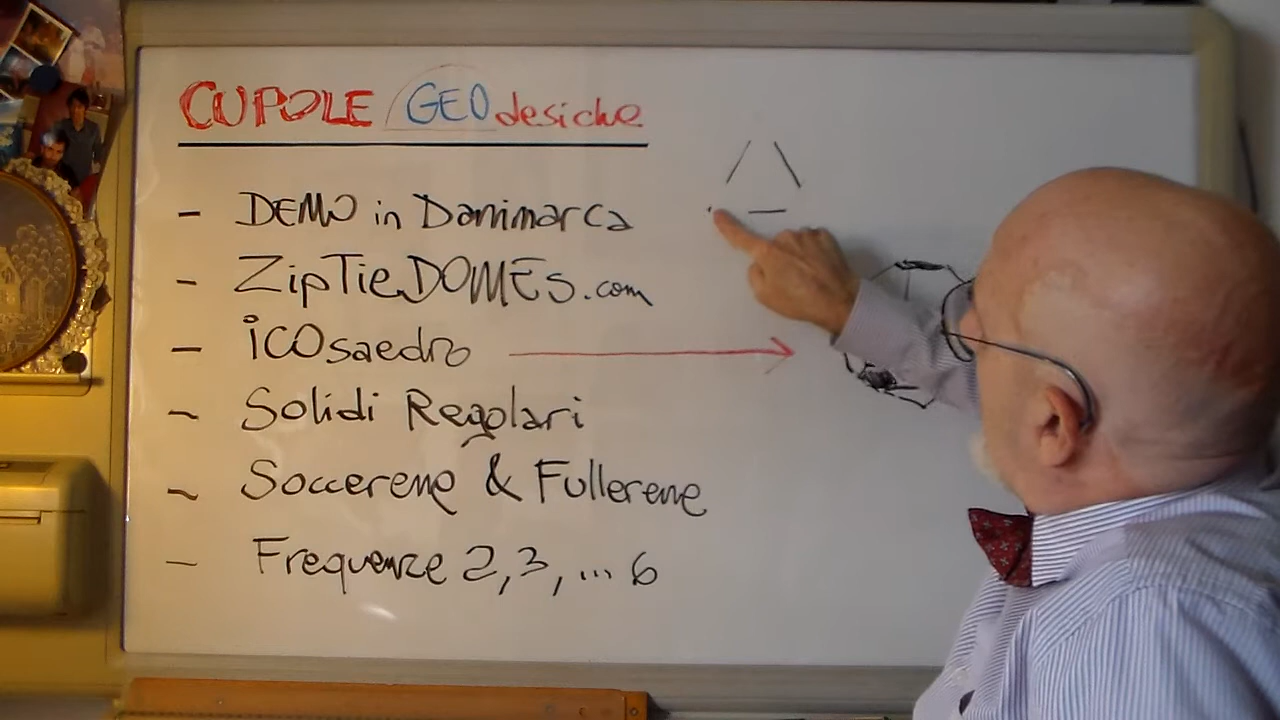 CUPOLE GEOdesiche
- DEMO in Danimarca
- ZipTieDOMES.com
- iCOsaedro
- Solidi Regolari
- Soccerene & Fullerene
- Frequenze 2,3, ... 6